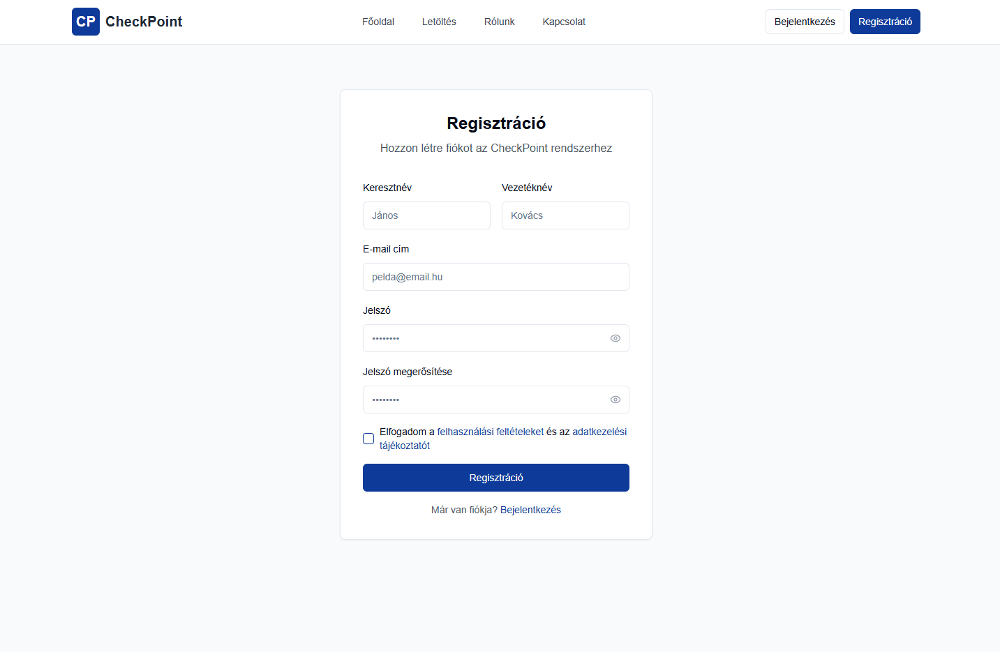 CP CheckPoint
Főoldal Letöltés Rólunk Kapcsolat
Bejelentkezés Regisztráció
Regisztráció
Hozzon létre fiókot az CheckPoint rendszerhez
Keresztnév Vezetéknév
János Kovács
E-mail cím
pelda@email.hu
Jelszó
••••••••
Jelszó megerősítése
••••••••
Elfogadom a felhasználási feltételeket és az adatkezelési
tájékoztatót
Regisztráció
Már van fiókja? Bejelentkezés